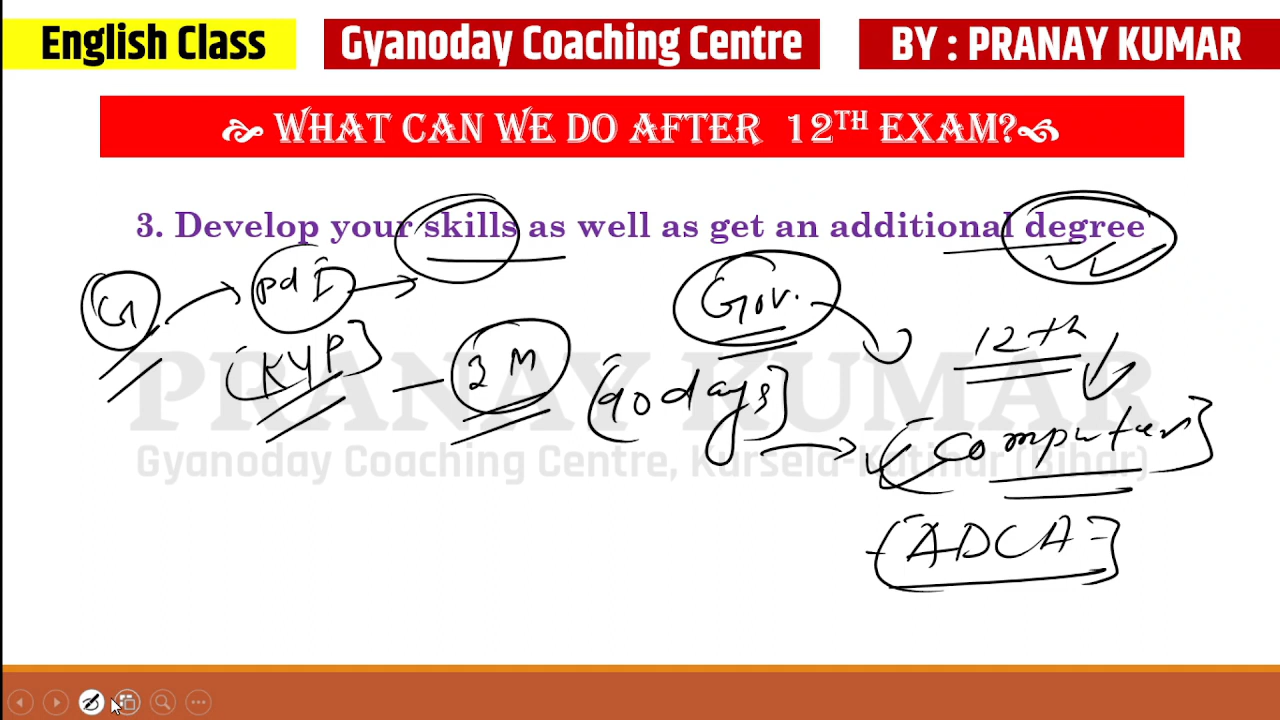 English Class Gyanoday Coaching Centre BY : PRANAY KUMAR
WHAT CAN WE DO AFTER 12TH EXAM?
3. Develop your skills as well as get an additional degree
G pd I Gov. 12th
(KYP) 3 M (90 days)
PRANAY KUMAR
(Computer)
Gyanoday Coaching Centre, Kursela-Katihar (Bihar)
(ADCA)